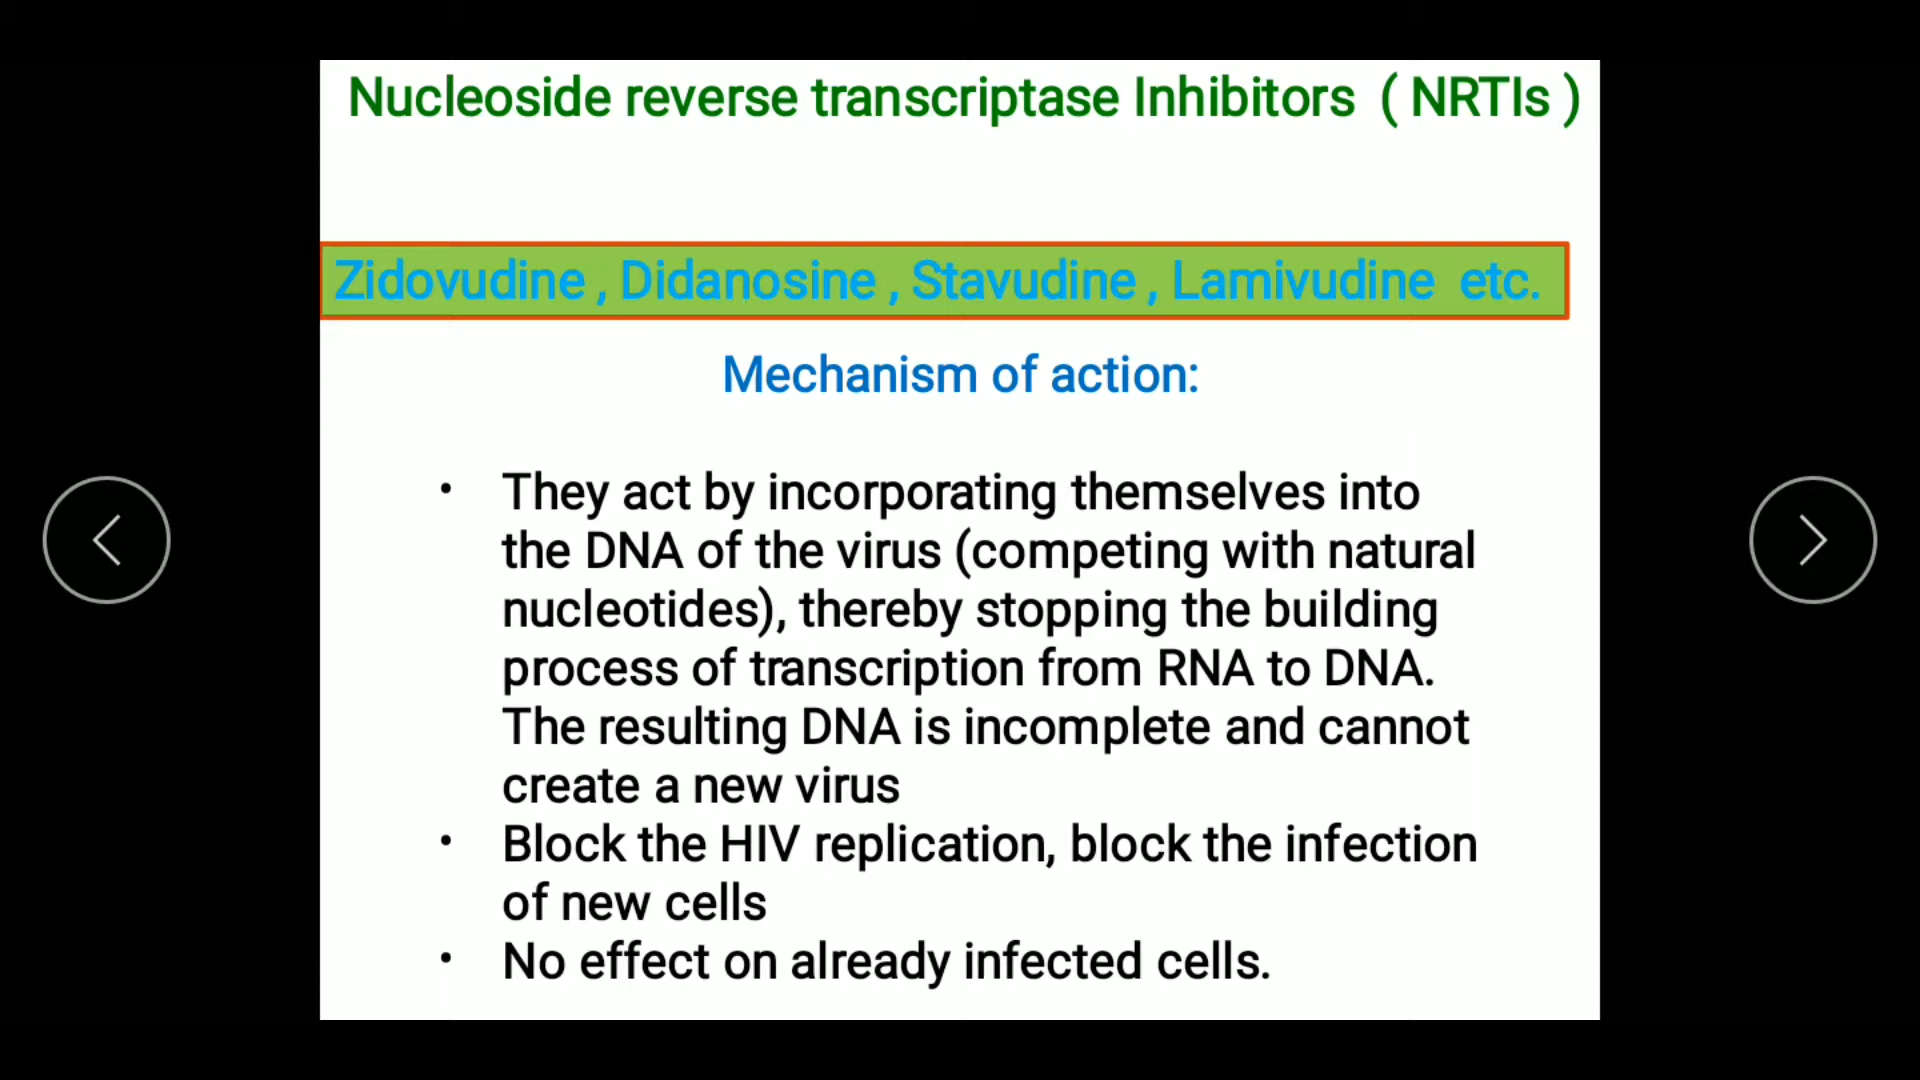 Nucleoside reverse transcriptase Inhibitors ( NRTIs )
Zidovudine , Didanosine , Stavudine , Lamivudine etc.
Mechanism of action:
• They act by incorporating themselves into
the DNA of the virus (competing with natural
nucleotides), thereby stopping the building
process of transcription from RNA to DNA.
The resulting DNA is incomplete and cannot
create a new virus
• Block the HIV replication, block the infection
of new cells
• No effect on already infected cells.